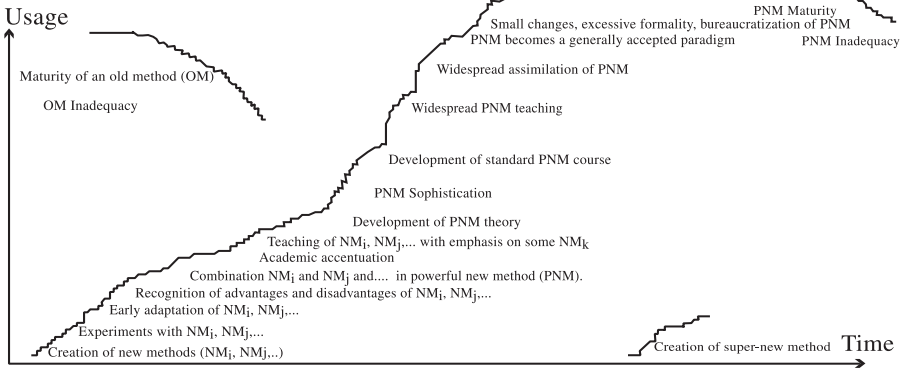 Usage
PNM Maturity
Small changes, excessive formality, bureaucratization of PNM
PNM becomes a generally accepted paradigm
PNM Inadequacy
Widespread assimilation of PNM
Maturity of an old method (OM)
OM Inadequacy
Widespread PNM teaching
Development of standard PNM course
PNM Sophistication
Development of PNM theory
Teaching of NMi, NMj,... with emphasis on some NMk
Academic accentuation
Combination NMi and NMj and.... in powerful new method (PNM).
Recognition of advantages and disadvantages of NMi, NMj,...
Early adaptation of NMi, NMj,...
Experiments with NMi, NMj,...
Creation of new methods (NMi, NMj,..)
Creation of super-new method
Time